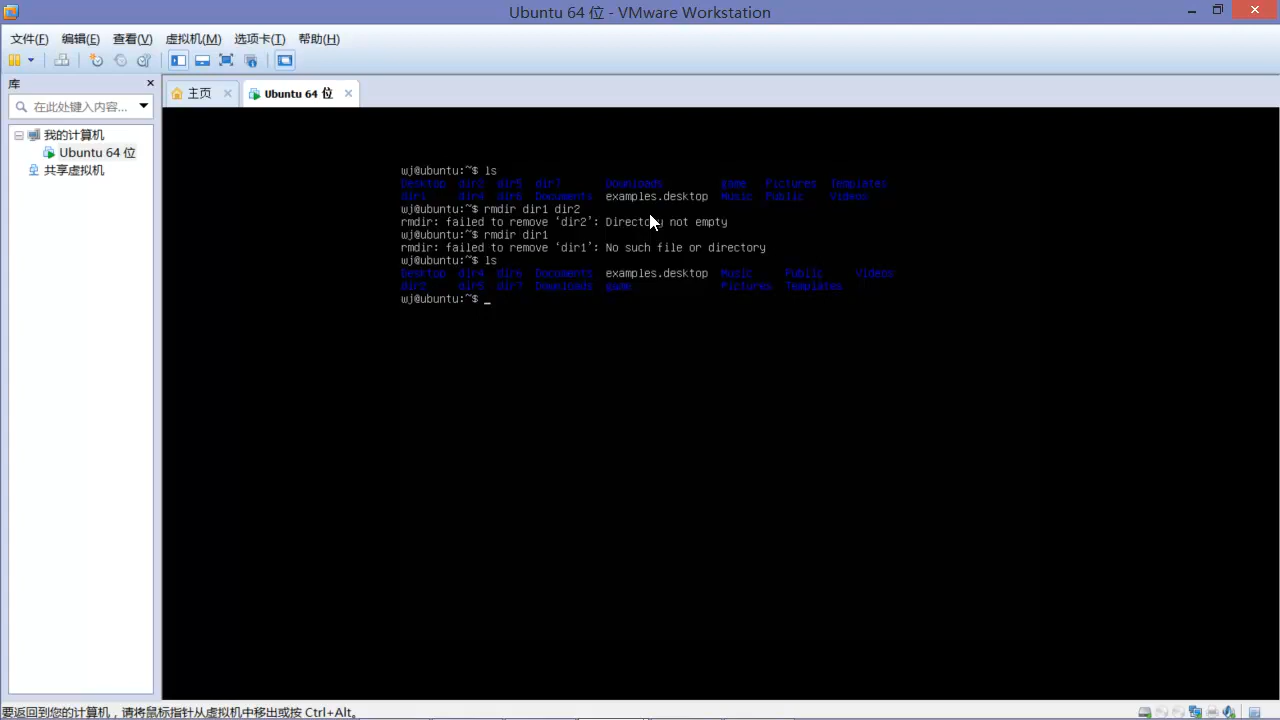 Ubuntu 64 位 - VMware Workstation
文件(F) 编辑(E) 查看(V) 虚拟机(M) 选项卡(T) 帮助(H)
库
在此处键入内容...
主页
Ubuntu 64 位
我的计算机
Ubuntu 64 位
共享虚拟机
wj@ubuntu:~$ ls
Desktop dir2 dir5 dir7 Downloads game Pictures Templates
dir1 dir4 dir6 Documents examples.desktop Music Public Videos
wj@ubuntu:~$ rmdir dir1 dir2
rmdir: failed to remove ‘dir2’: Directory not empty
wj@ubuntu:~$ rmdir dir1
rmdir: failed to remove ‘dir1’: No such file or directory
wj@ubuntu:~$ ls
Desktop dir4 dir6 Documents examples.desktop Music Public Videos
dir2 dir5 dir7 Downloads game Pictures Templates
wj@ubuntu:~$ _
要返回到您的计算机，请将鼠标指针从虚拟机中移出或按 Ctrl+Alt。